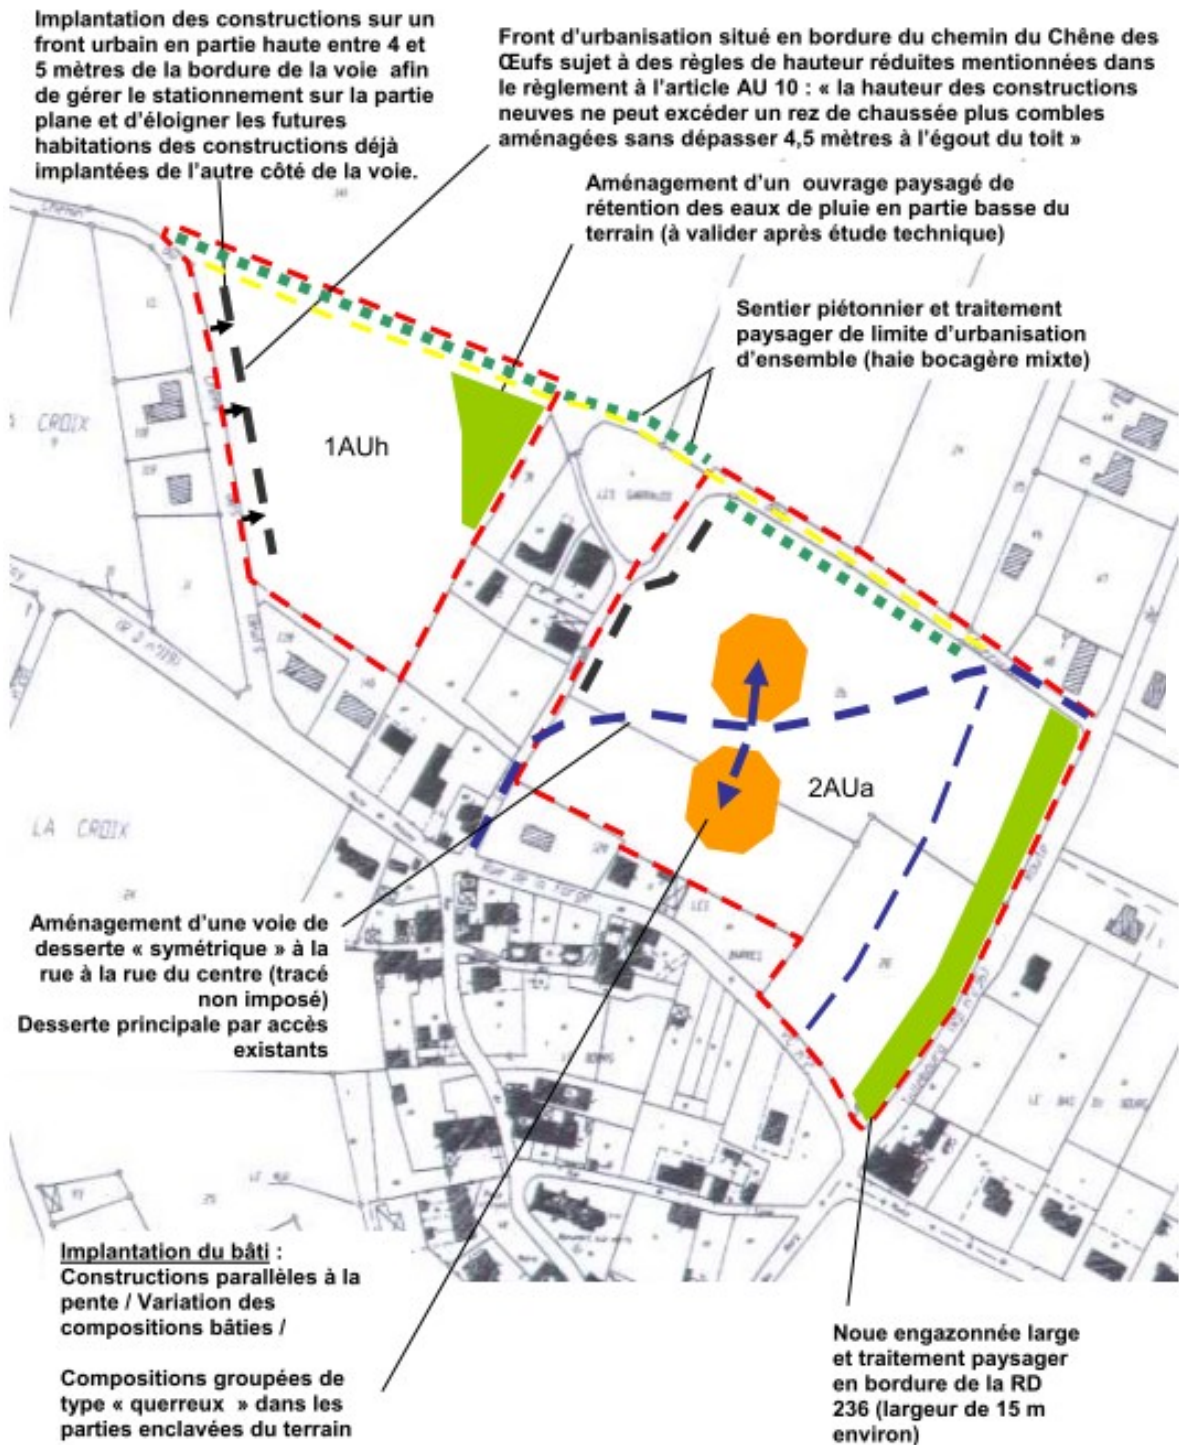 Implantation des constructions sur un
front urbain en partie haute entre 4 et
5 mètres de la bordure de la voie afin
de gérer le stationnement sur la partie
plane et d'éloigner les futures
habitations des constructions déjà
implantées de l'autre côté de la voie.
Front d'urbanisation situé en bordure du chemin du Chêne des
Œufs sujet à des règles de hauteur réduites mentionnées dans
le règlement à l'article AU 10 : « la hauteur des constructions
neuves ne peut excéder un rez de chaussée plus combles
aménagées sans dépasser 4,5 mètres à l'égout du toit »
Aménagement d'un ouvrage paysagé de
rétention des eaux de pluie en partie basse du
terrain (à valider après étude technique)
Sentier piétonnier et traitement
paysager de limite d'urbanisation
d'ensemble (haie bocagère mixte)
Chemin
CROIX
1AUh
2AUa
LA CROIX
Rue de la Forge
Aménagement d'une voie de
desserte « symétrique » à la
rue à la rue du centre (tracé
non imposé)
Desserte principale par accès
existants
Implantation du bâti :
Constructions parallèles à la
pente / Variation des
compositions bâties /
Compositions groupées de
type « querreux » dans les
parties enclavées du terrain
Noue engazonnée large
et traitement paysager
en bordure de la RD
236 (largeur de 15 m
environ)